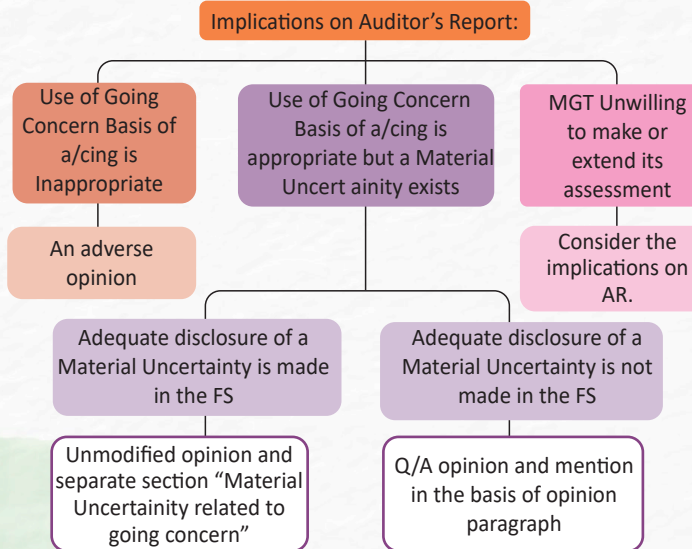 Implications on Auditor's Report:
Use of Going
Concern Basis of
a/cing is
Inappropriate
An adverse
opinion
Use of Going Concern
Basis of a/cing is
appropriate but a Material
Uncert ainity exists
MGT Unwilling
to make or
extend its
assessment
Consider the
implications on
AR.
Adequate disclosure of a
Material Uncertainty is made
in the FS
Unmodified opinion and
separate section “Material
Uncertainity related to
going concern”
Adequate disclosure of a
Material Uncertainty is not
made in the FS
Q/A opinion and mention
in the basis of opinion
paragraph